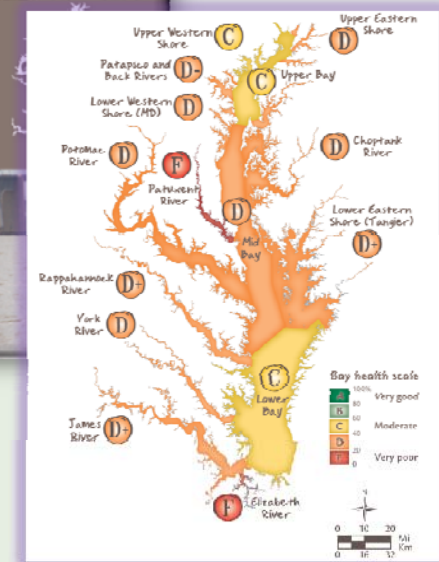 Upper Western
Shore
C
Upper Eastern
Shore
D
Patapsco and
Back Rivers
D-
C
Upper Bay
Lower Western
Shore (MD)
D
Potomac
River
D
F
Patuxent
River
Choptank
River
D
D
Mid
Bay
Lower Eastern
Shore (Tangier)
D+
Rappahannock
River
D+
York
River
D
C
Lower
Bay
James
River
D+
F
Elizabeth
River
Bay health scale
100%
A Very good
80
B
60
C Moderate
40
D
20
F Very poor
0
N
0 10 20
Mi
Km
0 16 32